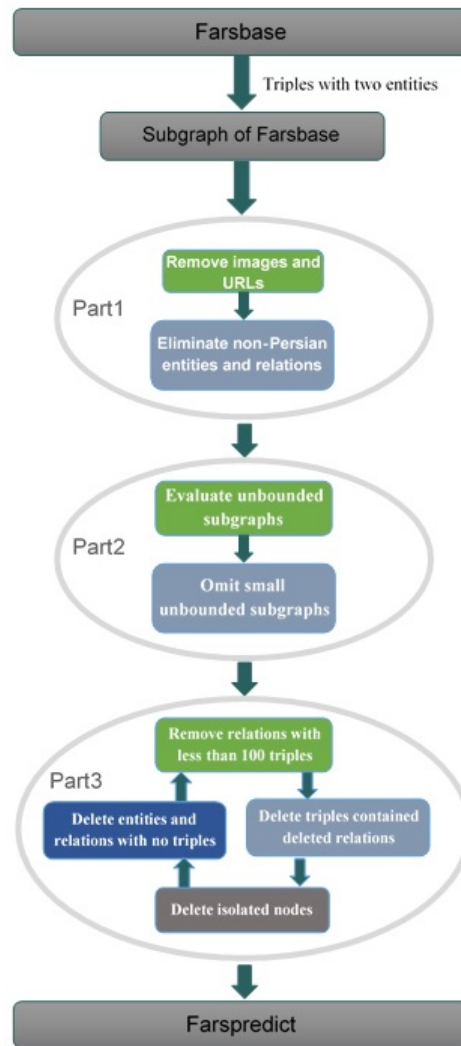 Farsbase
Triples with two entities
Subgraph of Farsbase
Part1
Remove images and
URLs
Eliminate non-Persian
entities and relations
Part2
Evaluate unbounded
subgraphs
Omit small
unbounded subgraphs
Part3
Remove relations with
less than 100 triples
Delete entities and
relations with no triples
Delete triples contained
deleted relations
Delete isolated nodes
Farspredict